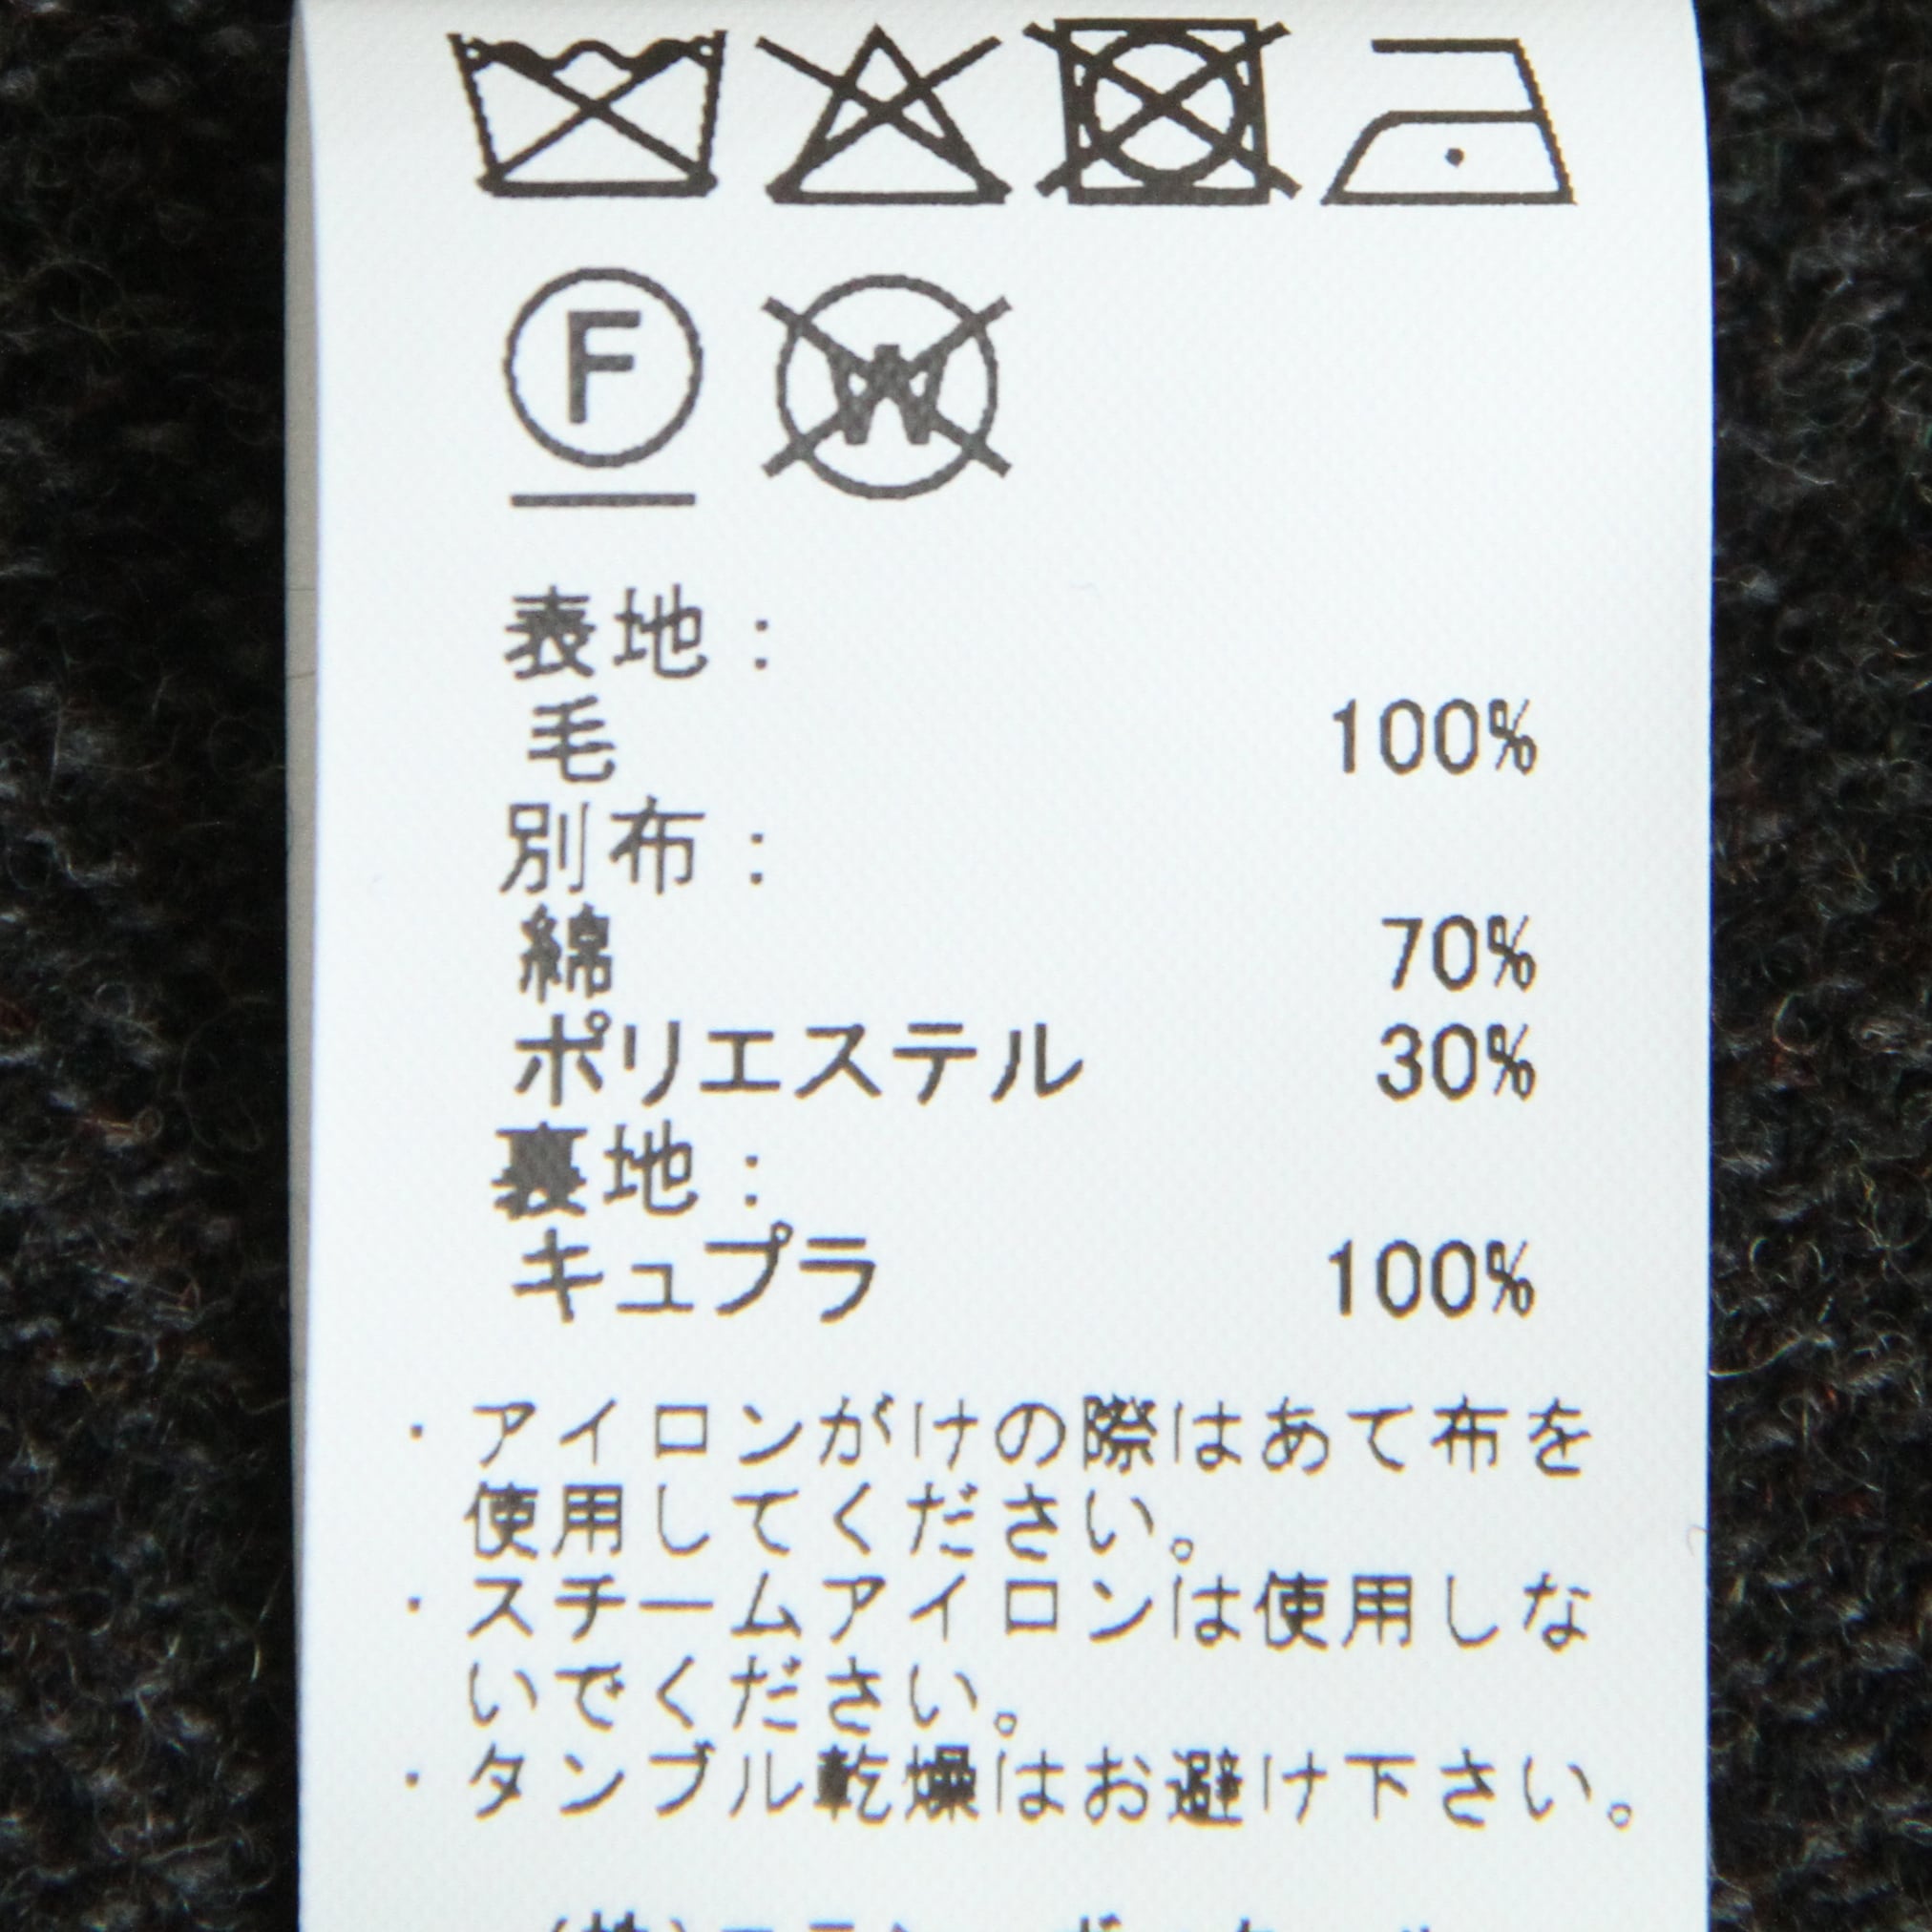 F
W
表地:
毛 100%
別布:
綿 70%
ポリエステル 30%
裏地:
キュプラ 100%
・アイロンがけの際はあて布を
使用してください。
・スチームアイロンは使用しな
いでください。
・タンブル乾燥はお避け下さい。